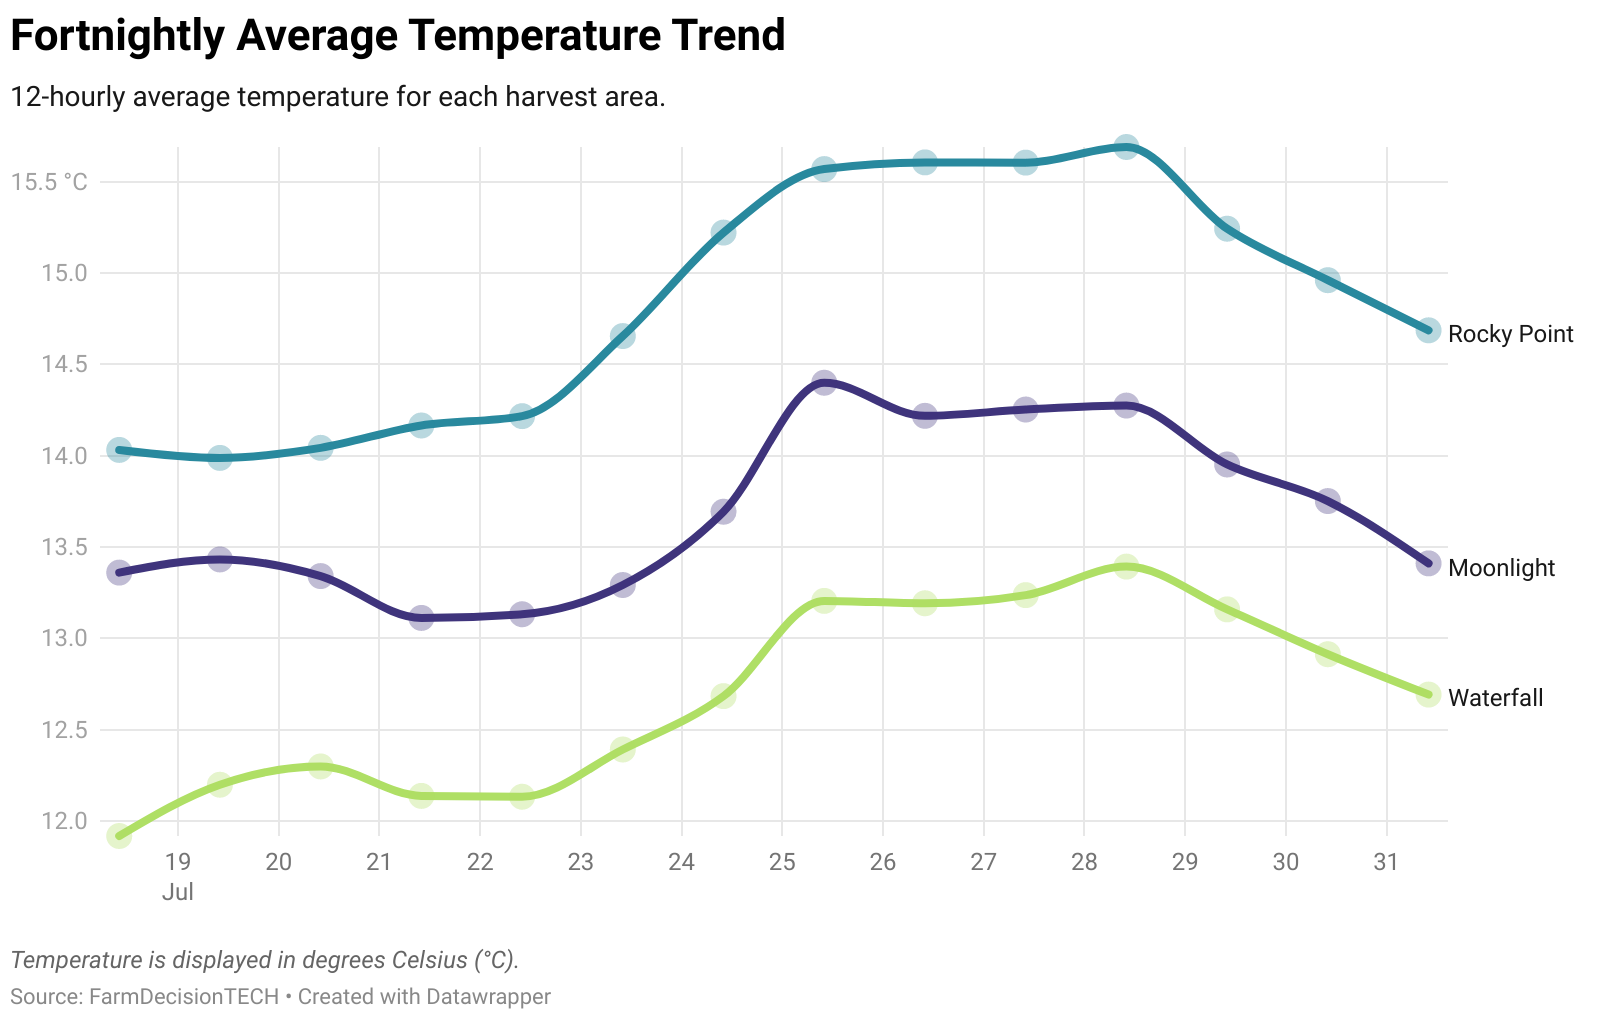 Fortnightly Average Temperature Trend
12-hourly average temperature for each harvest area.
15.5 °C
15.0
14.5
14.0
13.5
13.0
12.5
12.0
Rocky Point
Moonlight
Waterfall
19 20 21 22 23 24 25 26 27 28 29 30 31
Jul
Temperature is displayed in degrees Celsius (°C).
Source: FarmDecisionTECH • Created with Datawrapper